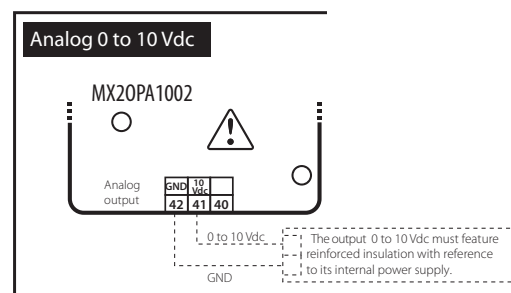 Analog 0 to 10 Vdc
MX20PA1002
Analog
output
GND 10 Vdc
42 41 40
0 to 10 Vdc
The output 0 to 10 Vdc must feature
reinforced insulation with reference
to its internal power supply.
GND